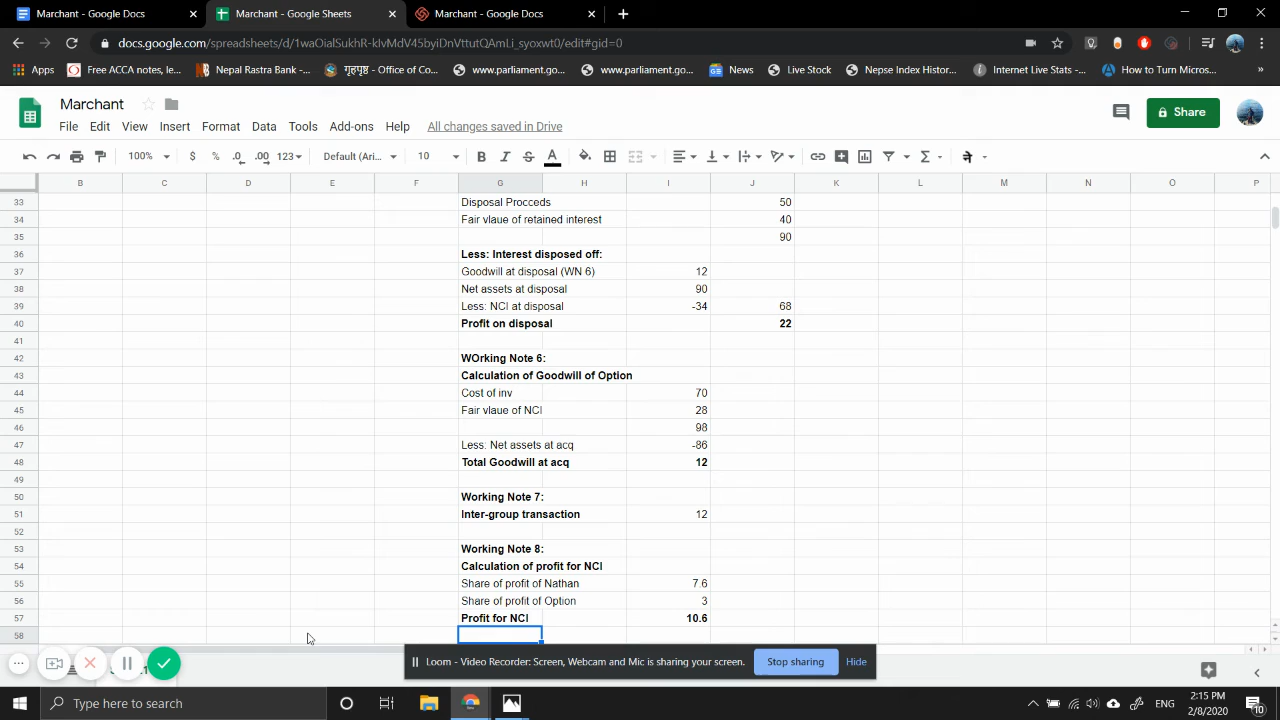 Marchant - Google Docs
Marchant - Google Sheets
Marchant - Google Docs
docs.google.com/spreadsheets/d/1waOialSukhR-klvMdV45byiDnVttutQAmLi_syoxwt0/edit#gid=0
Apps
Free ACCA notes, le...
Nepal Rastra Bank -...
गृहपृष्ठ - Office of Co...
www.parliament.go...
www.parliament.go...
News
Live Stock
Nepse Index Histor...
Internet Live Stats -...
How to Turn Micros...
»
Marchant
File Edit View Insert Format Data Tools Add-ons Help All changes saved in Drive
Share
100% $ % .0 .00 123 Default (Ari... 10 B I S A
B C D E F G H I J K L M N O P
33 Disposal Procceds 50
34 Fair vlaue of retained interest 40
35 90
36 Less: Interest disposed off:
37 Goodwill at disposal (WN 6) 12
38 Net assets at disposal 90
39 Less: NCI at disposal -34 68
40 Profit on disposal 22
41
42 WOrking Note 6:
43 Calculation of Goodwill of Option
44 Cost of inv 70
45 Fair vlaue of NCI 28
46 98
47 Less: Net assets at acq -86
48 Total Goodwill at acq 12
49
50 Working Note 7:
51 Inter-group transaction 12
52
53 Working Note 8:
54 Calculation of profit for NCI
55 Share of profit of Nathan 7.6
56 Share of profit of Option 3
57 Profit for NCI 10.6
58
Loom - Video Recorder: Screen, Webcam and Mic is sharing your screen. Stop sharing Hide
Type here to search
2:15 PM
2/8/2020
10